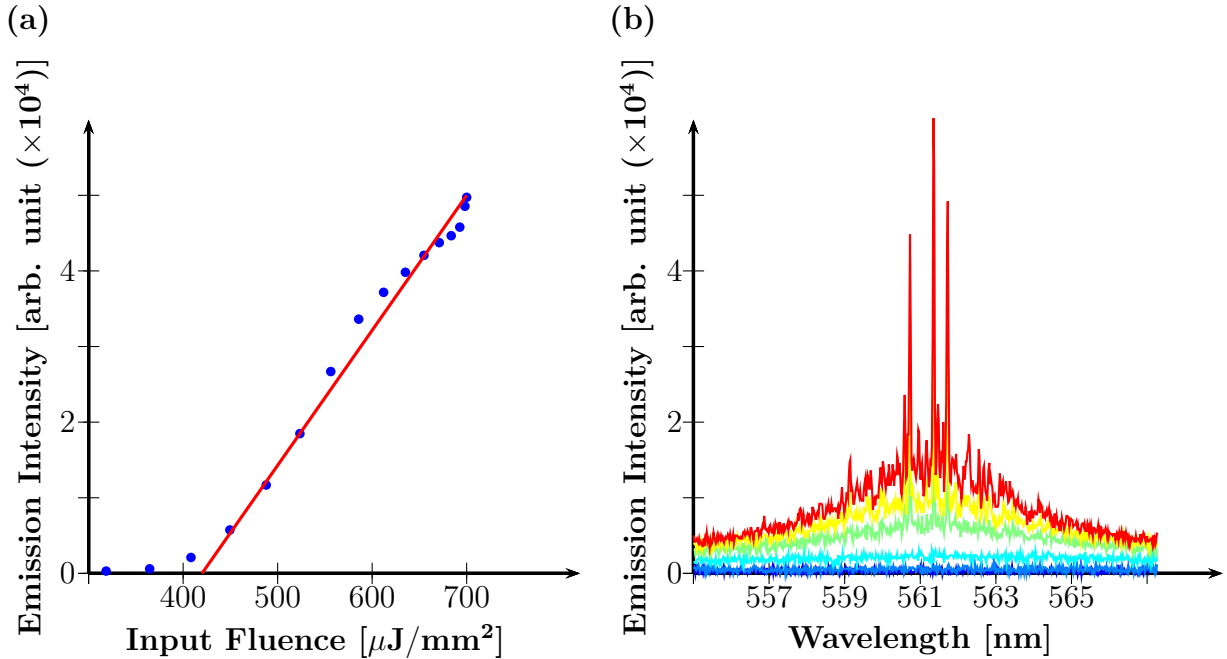 (a)
Emission Intensity [arb. unit (×10⁴)]
4
2
0
400 500 600 700
Input Fluence [μJ/mm²]
(b)
Emission Intensity [arb. unit (×10⁴)]
4
2
0
557 559 561 563 565
Wavelength [nm]